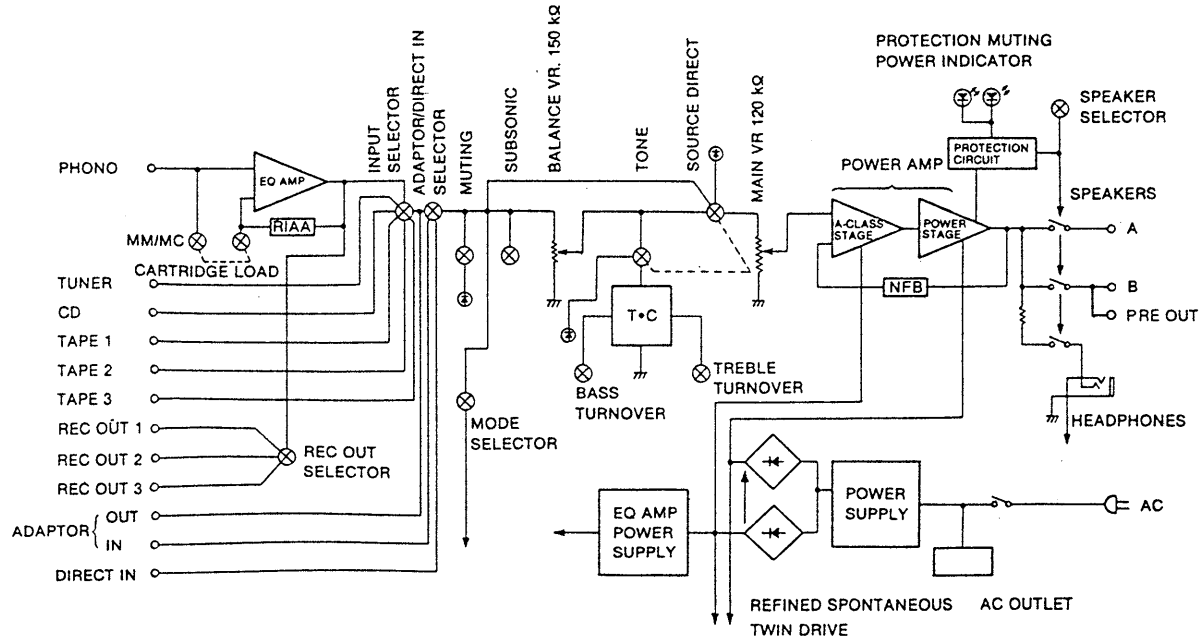 PROTECTION MUTING
POWER INDICATOR
SPEAKER
SELECTOR
INPUT
SELECTOR
ADAPTOR/DIRECT IN
SELECTOR
MUTING
SUBSONIC
BALANCE VR. 150 kΩ
TONE
SOURCE DIRECT
MAIN VR 120 kΩ
PHONO
EQ AMP
RIAA
MM/MC
CARTRIDGE LOAD
POWER AMP
PROTECTION
CIRCUIT
A-CLASS
STAGE
POWER
STAGE
NFB
SPEAKERS
A
B
PRE OUT
HEADPHONES
TUNER
CD
TAPE 1
TAPE 2
TAPE 3
REC OUT 1
REC OUT 2
REC OUT 3
REC OUT
SELECTOR
ADAPTOR
OUT
IN
DIRECT IN
MODE
SELECTOR
T•C
BASS
TURNOVER
TREBLE
TURNOVER
EQ AMP
POWER
SUPPLY
POWER
SUPPLY
AC
REFINED SPONTANEOUS
TWIN DRIVE
AC OUTLET